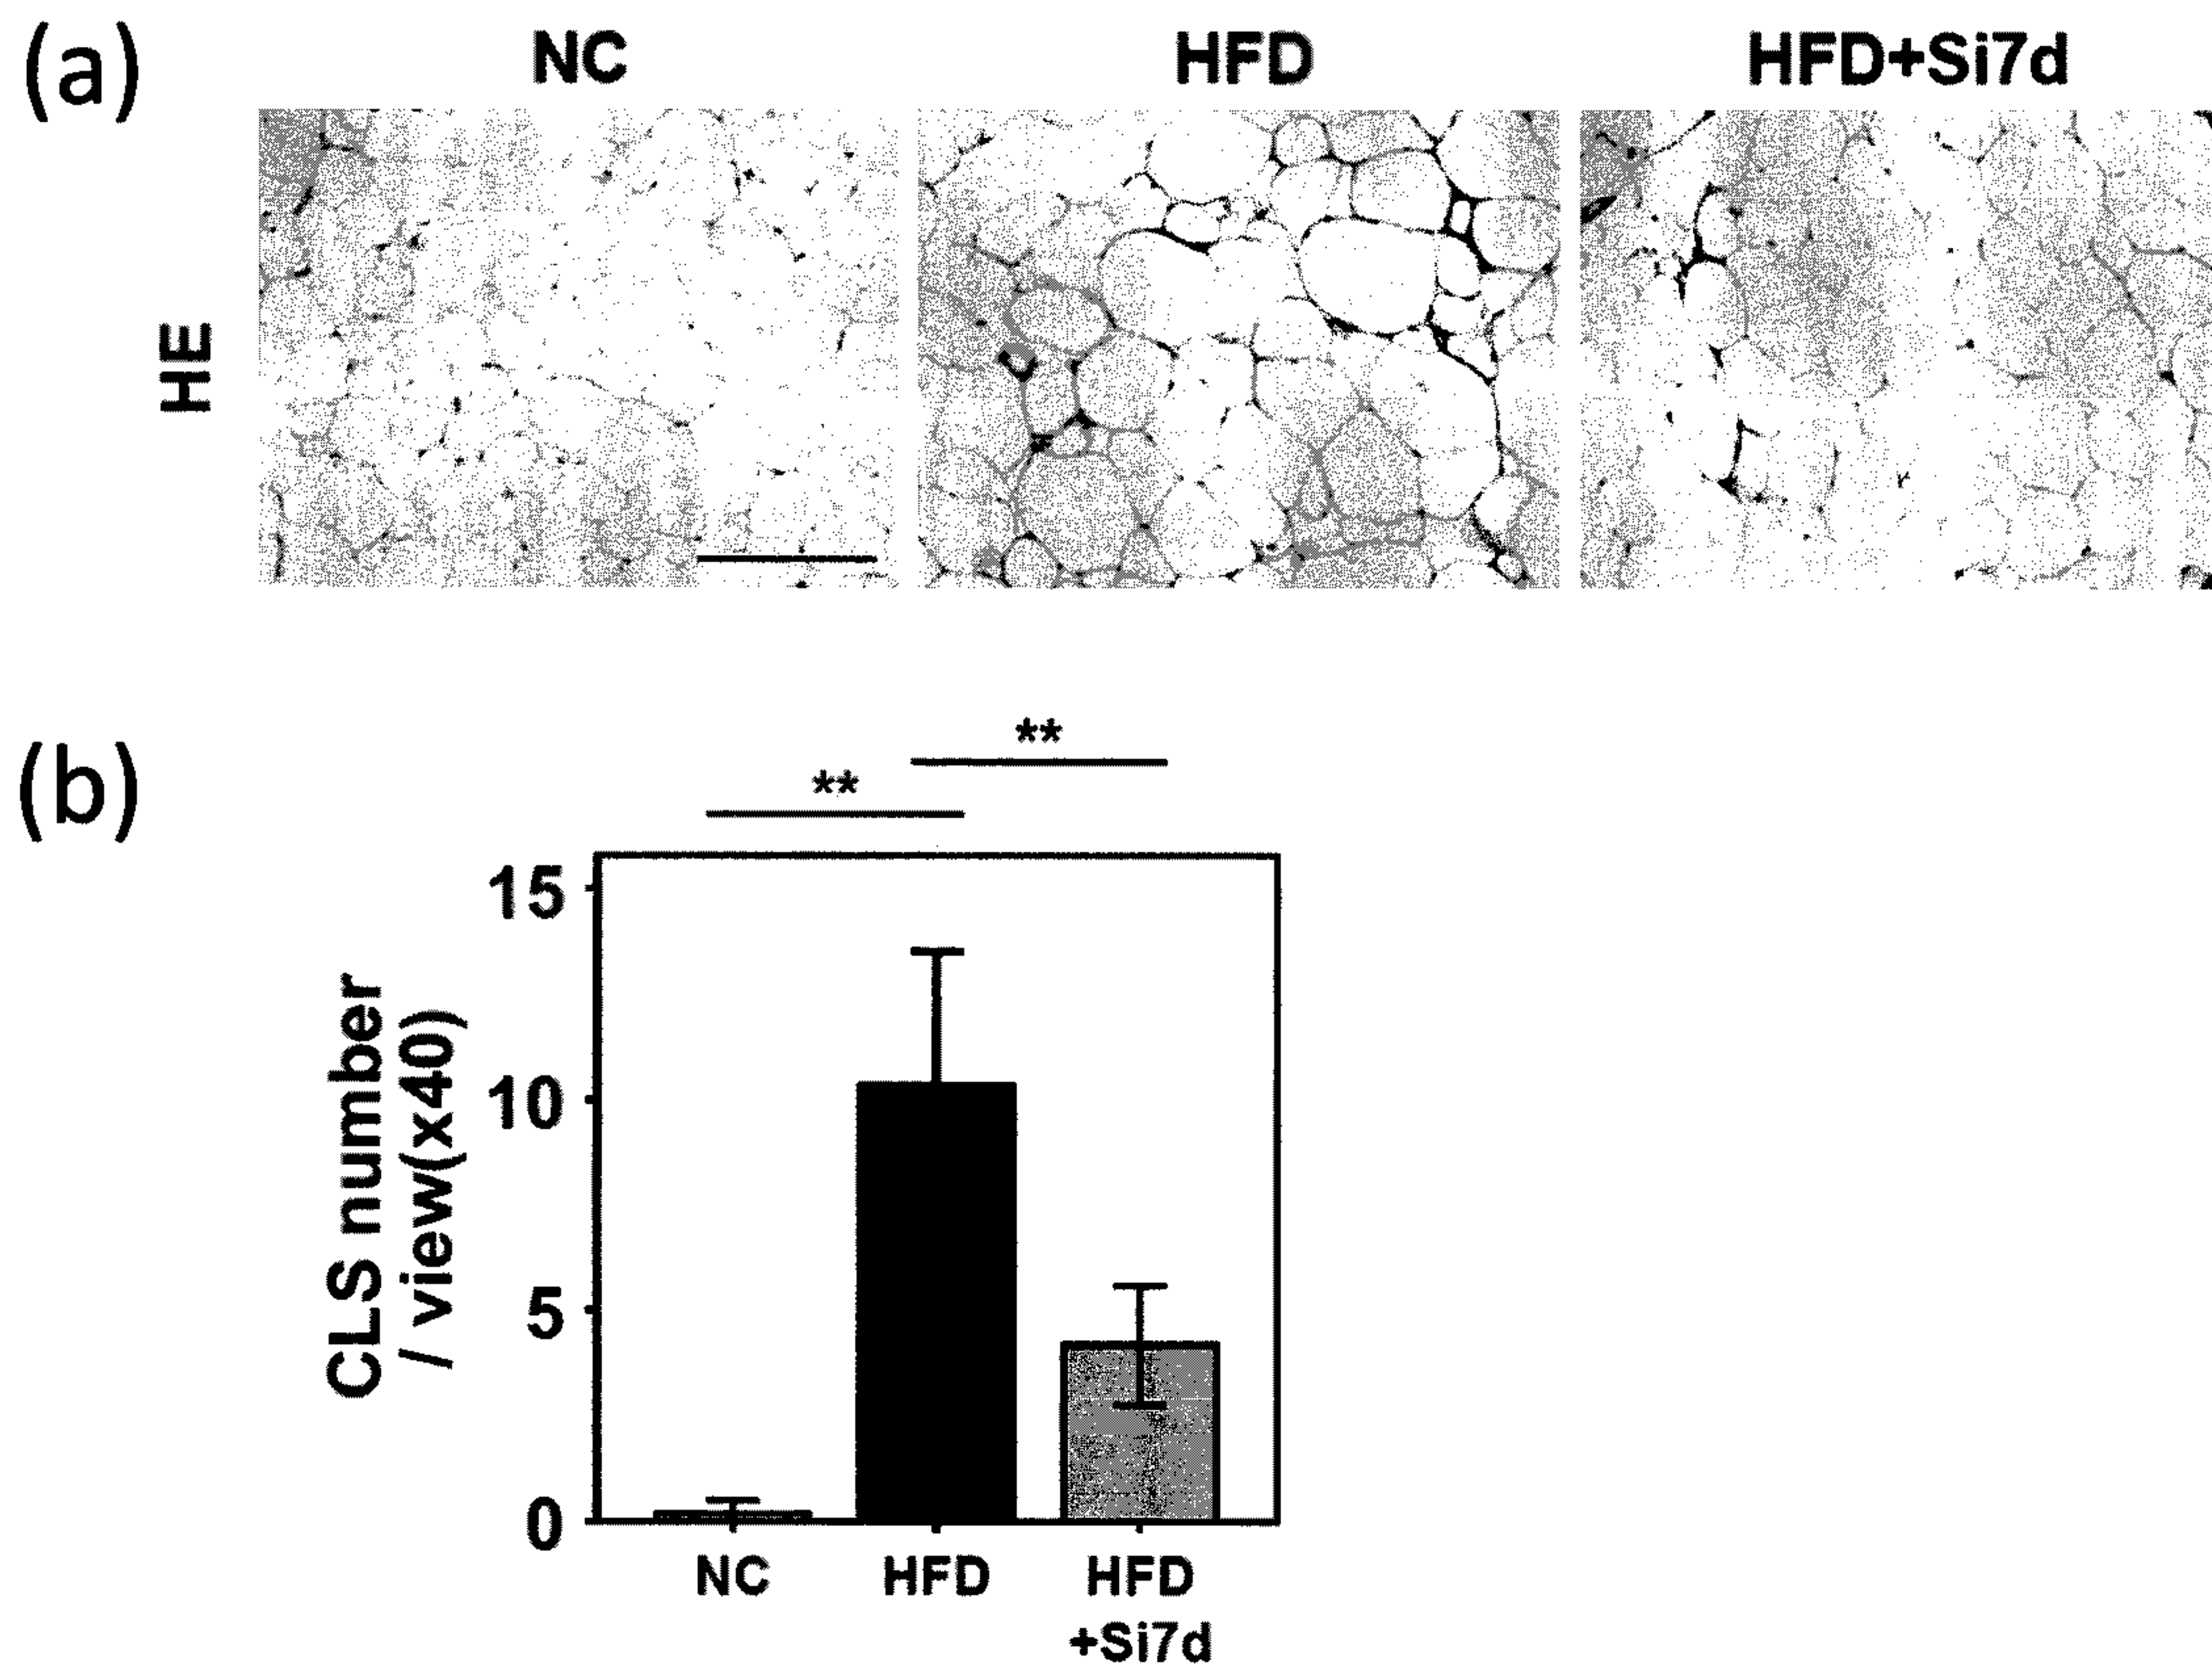 (a)
NC HFD HFD+Si7d
HE
(b)
**
**
15
10
5
0
CLS number
/ view(x40)
NC HFD HFD
+Si7d